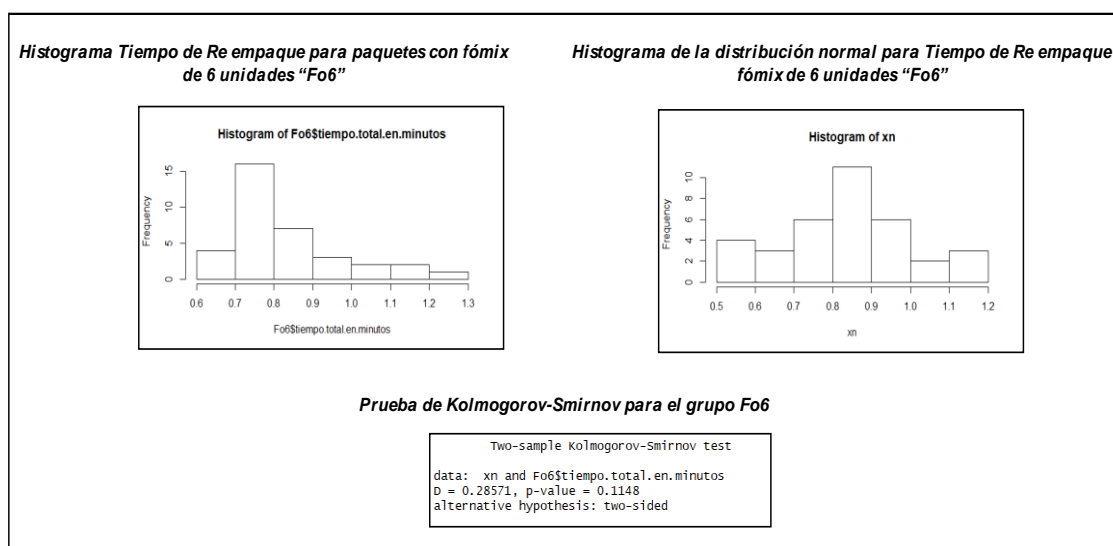 Histograma Tiempo de Re empaque para paquetes con fómix
de 6 unidades “Fo6”
Histograma de la distribución normal para Tiempo de Re empaque
fómix de 6 unidades “Fo6”
Histogram of Fo6$tiempo.total.en.minutos
Frequency
0 5 10 15
0.6 0.7 0.8 0.9 1.0 1.1 1.2 1.3
Fo6$tiempo.total.en.minutos
Histogram of xn
Frequency
0 2 4 6 8 10
0.5 0.6 0.7 0.8 0.9 1.0 1.1 1.2
xn
Prueba de Kolmogorov-Smirnov para el grupo Fo6
Two-sample Kolmogorov-Smirnov test
data: xn and Fo6$tiempo.total.en.minutos
D = 0.28571, p-value = 0.1148
alternative hypothesis: two-sided